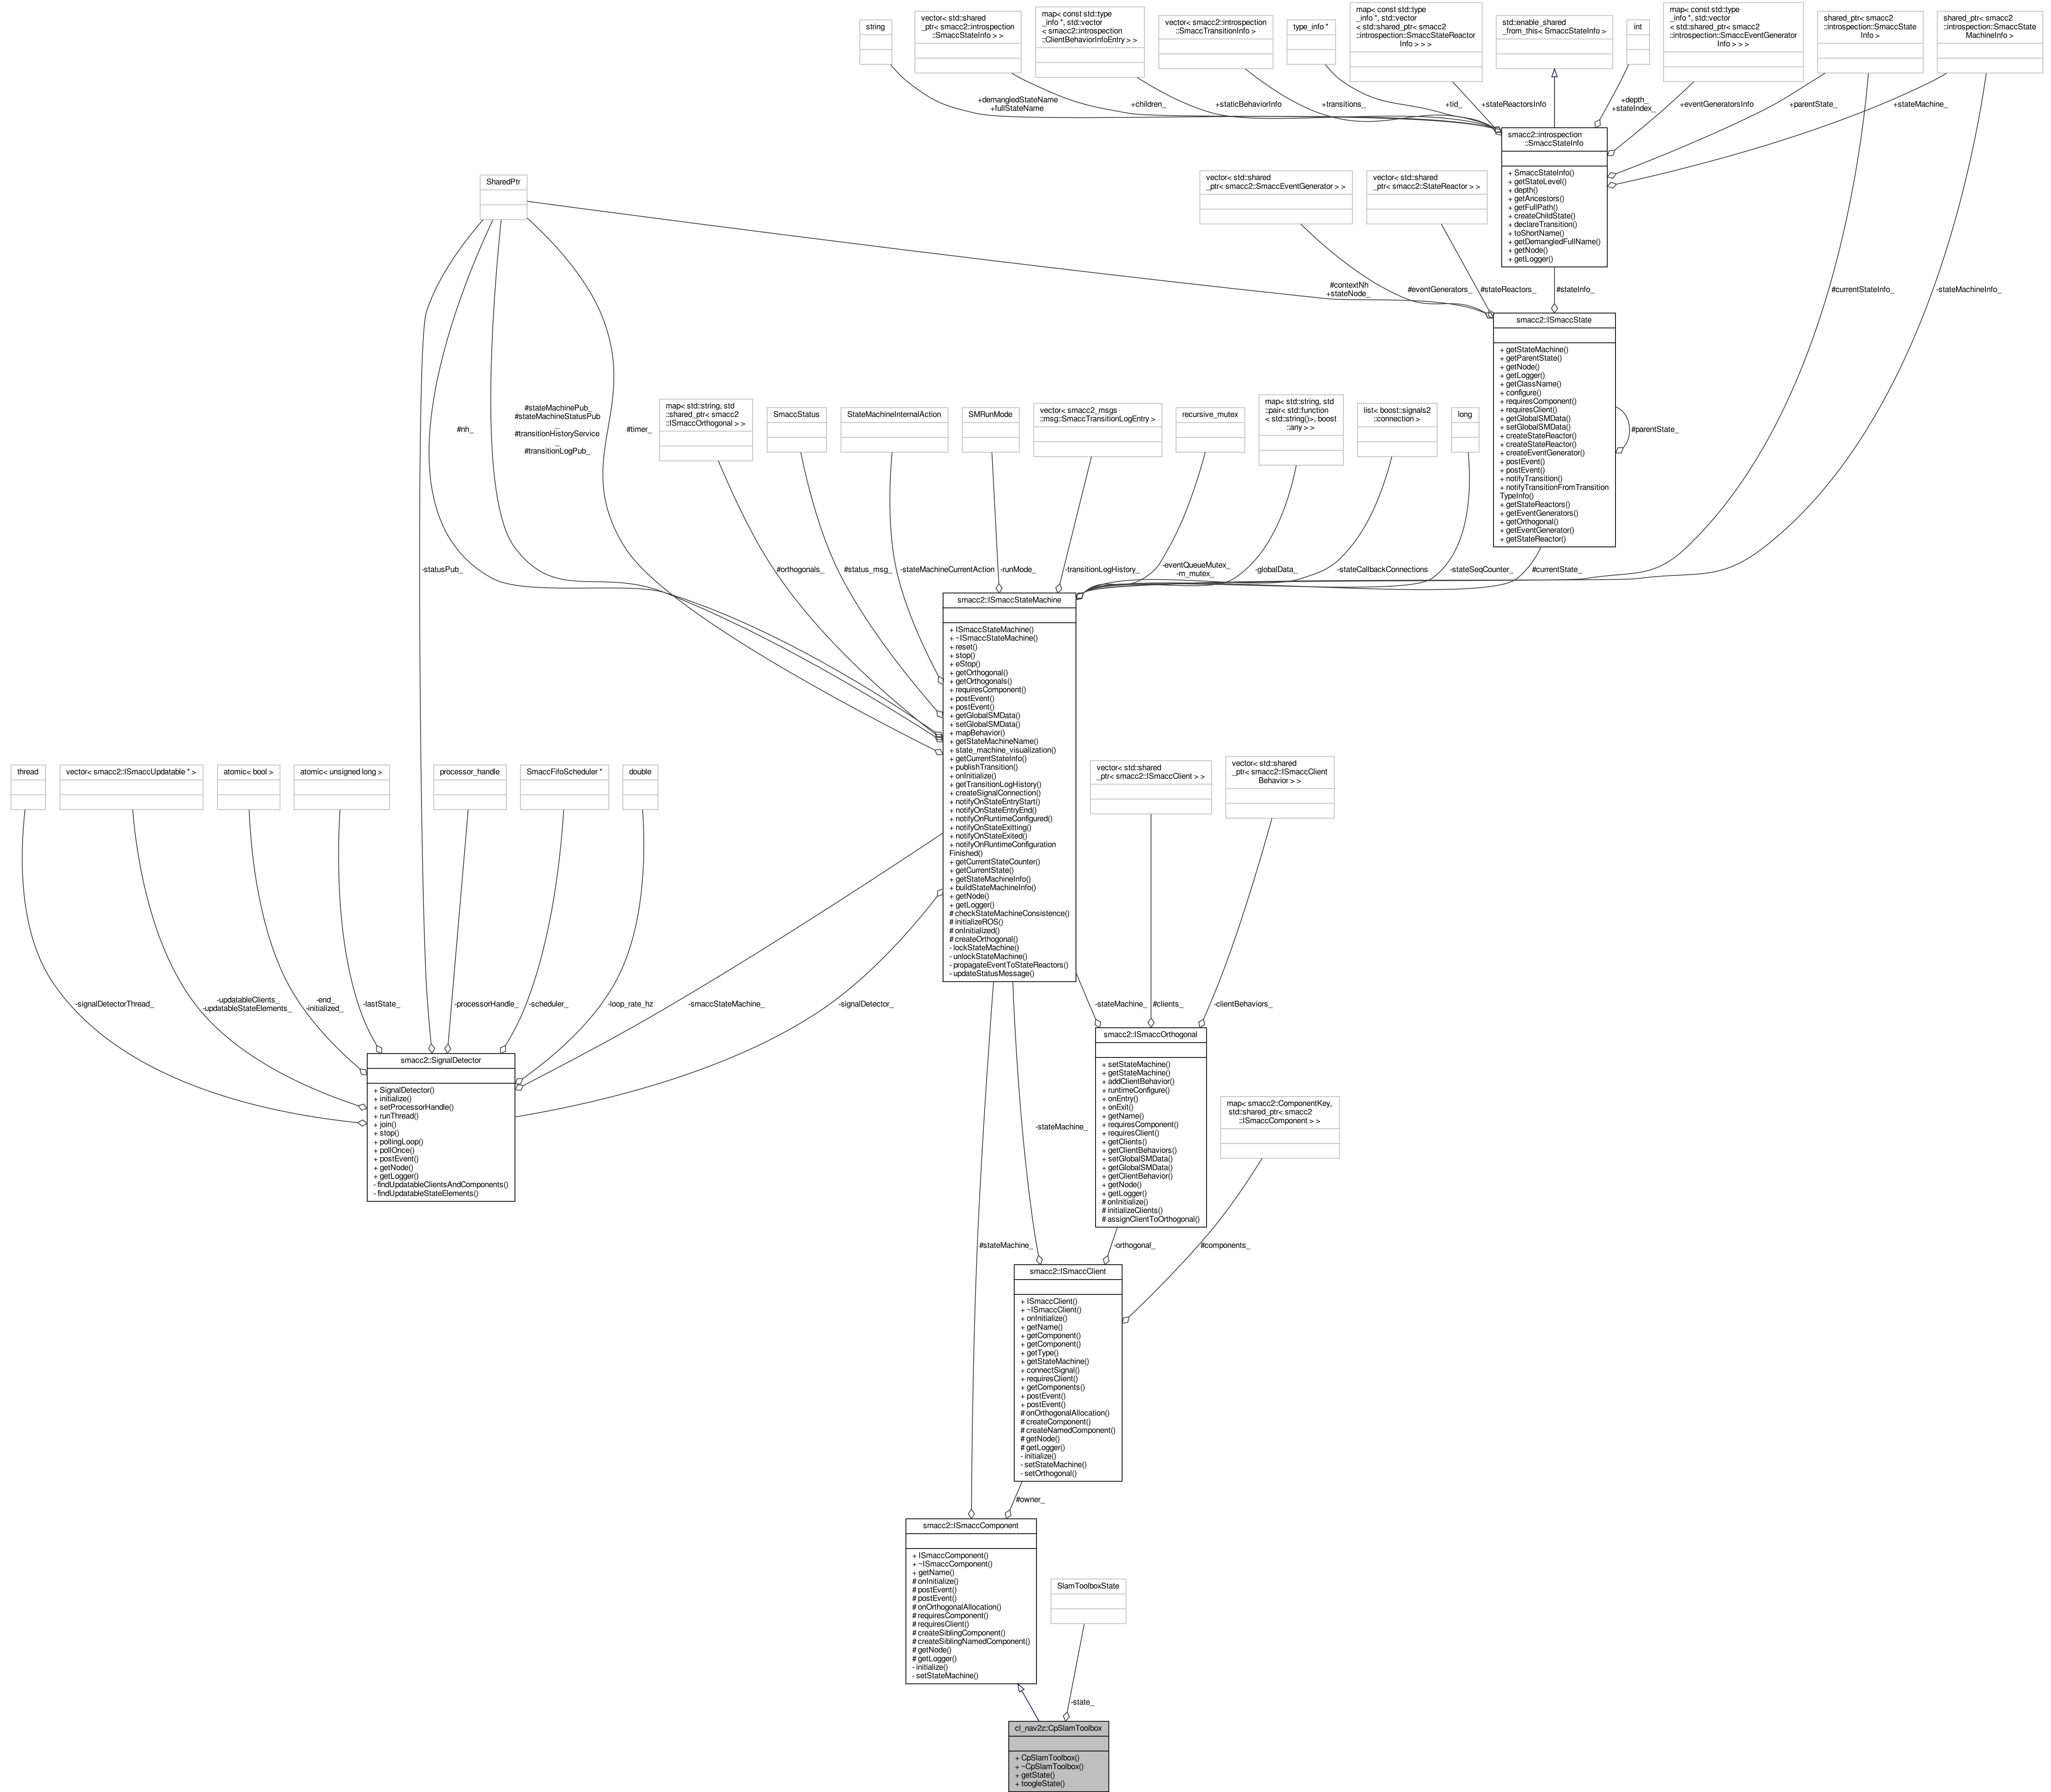 string
vector< std::shared
_ptr< smacc2::introspection
::SmaccStateInfo > >
map< const std::type
_info *, std::vector
< smacc2::introspection
::ClientBehaviorInfoEntry > >
vector< smacc2::introspection
::SmaccTransitionInfo >
type_info *
map< const std::type
_info *, std::vector
< std::shared_ptr< smacc2
::introspection::SmaccStateReactor
Info > > >
std::enable_shared
_from_this< SmaccStateInfo >
int
map< const std::type
_info *, std::vector
< std::shared_ptr< smacc2
::introspection::SmaccEventGenerator
Info > > >
shared_ptr< smacc2
::introspection::SmaccState
Info >
shared_ptr< smacc2
::introspection::SmaccState
MachineInfo >
+demangledStateName
+fullStateName
+children_
+staticBehaviorInfo
+transitions_
+tid_
+stateReactorsInfo
+depth_
+stateIndex_
+eventGeneratorsInfo
+parentState_
+stateMachine_
smacc2::introspection
::SmaccStateInfo
+ SmaccStateInfo()
+ getStateLevel()
+ depth()
+ getAncestors()
+ getFullPath()
+ createChildState()
+ declareTransition()
+ toShortName()
+ getDemangledFullName()
+ getNode()
+ getLogger()
SharedPtr
vector< std::shared
_ptr< smacc2::SmaccEventGenerator > >
vector< std::shared
_ptr< smacc2::StateReactor > >
#contextNh
+stateNode_
#eventGenerators_
#stateReactors_
#stateInfo_
#currentStateInfo_
-stateMachineInfo_
smacc2::ISmaccState
+ getStateMachine()
+ getParentState()
+ getNode()
+ getLogger()
+ getClassName()
+ configure()
+ requiresComponent()
+ requiresClient()
+ getGlobalSMData()
+ setGlobalSMData()
+ createStateReactor()
+ createStateReactor()
+ createEventGenerator()
+ postEvent()
+ postEvent()
+ notifyTransition()
+ notifyTransitionFromTransition
TypeInfo()
+ getStateReactors()
+ getEventGenerators()
+ getOrthogonal()
+ getEventGenerator()
+ getStateReactor()
#parentState_
#nh_
#stateMachinePub_
#stateMachineStatusPub
_
#transitionHistoryService
_
#transitionLogPub_
#timer_
map< std::string, std
::shared_ptr< smacc2
::ISmaccOrthogonal > >
SmaccStatus
StateMachineInternalAction
SMRunMode
vector< smacc2_msgs
::msg::SmaccTransitionLogEntry >
recursive_mutex
map< std::string, std
::pair< std::function
< std::string()>, boost
::any > >
list< boost::signals2
::connection >
long
-statusPub_
#orthogonals_
#status_msg_
-stateMachineCurrentAction
-runMode_
-transitionLogHistory_
-eventQueueMutex_
-m_mutex_
-globalData_
-stateCallbackConnections
-stateSeqCounter_
#currentState_
smacc2::ISmaccStateMachine
+ ISmaccStateMachine()
+ ~ISmaccStateMachine()
+ reset()
+ stop()
+ eStop()
+ getOrthogonal()
+ getOrthogonals()
+ requiresComponent()
+ postEvent()
+ postEvent()
+ getGlobalSMData()
+ setGlobalSMData()
+ mapBehavior()
+ getStateMachineName()
+ state_machine_visualization()
+ getCurrentStateInfo()
+ publishTransition()
+ onInitialize()
+ getTransitionLogHistory()
+ createSignalConnection()
+ notifyOnStateEntryStart()
+ notifyOnStateEntryEnd()
+ notifyOnRuntimeConfigured()
+ notifyOnStateExitting()
+ notifyOnStateExited()
+ notifyOnRuntimeConfiguration
Finished()
+ getCurrentStateCounter()
+ getCurrentState()
+ getStateMachineInfo()
+ buildStateMachineInfo()
+ getNode()
+ getLogger()
# checkStateMachineConsistence()
# initializeROS()
# onInitialized()
# createOrthogonal()
- lockStateMachine()
- unlockStateMachine()
- propagateEventToStateReactors()
- updateStatusMessage()
thread
vector< smacc2::ISmaccUpdatable * >
atomic< bool >
atomic< unsigned long >
processor_handle
SmaccFifoScheduler *
double
vector< std::shared
_ptr< smacc2::ISmaccClient > >
vector< std::shared
_ptr< smacc2::ISmaccClient
Behavior > >
-signalDetectorThread_
-updatableClients_
-updatableStateElements_
-end_
-initialized_
-lastState_
-processorHandle_
-scheduler_
-loop_rate_hz
-smaccStateMachine_
-signalDetector_
-stateMachine_
#clients_
-clientBehaviors_
smacc2::SignalDetector
+ SignalDetector()
+ initialize()
+ setProcessorHandle()
+ runThread()
+ join()
+ stop()
+ pollingLoop()
+ pollOnce()
+ postEvent()
+ getNode()
+ getLogger()
- findUpdatableClientsAndComponents()
- findUpdatableStateElements()
smacc2::ISmaccOrthogonal
+ setStateMachine()
+ getStateMachine()
+ addClientBehavior()
+ runtimeConfigure()
+ onEntry()
+ onExit()
+ getName()
+ requiresComponent()
+ requiresClient()
+ getClients()
+ getClientBehaviors()
+ setGlobalSMData()
+ getGlobalSMData()
+ getClientBehavior()
+ getNode()
+ getLogger()
# onInitialize()
# initializeClients()
# assignClientToOrthogonal()
map< smacc2::ComponentKey,
std::shared_ptr< smacc2
::ISmaccComponent > >
-stateMachine_
#stateMachine_
-orthogonal_
#components_
smacc2::ISmaccClient
+ ISmaccClient()
+ ~ISmaccClient()
+ onInitialize()
+ getName()
+ getComponent()
+ getComponent()
+ getType()
+ getStateMachine()
+ connectSignal()
+ requiresClient()
+ getComponents()
+ postEvent()
+ postEvent()
# onOrthogonalAllocation()
# createComponent()
# createNamedComponent()
# getNode()
# getLogger()
- initialize()
- setStateMachine()
- setOrthogonal()
#owner_
smacc2::ISmaccComponent
+ ISmaccComponent()
+ ~ISmaccComponent()
+ getName()
# onInitialize()
# postEvent()
# postEvent()
# onOrthogonalAllocation()
# requiresComponent()
# requiresClient()
# createSiblingComponent()
# createSiblingNamedComponent()
# getNode()
# getLogger()
- initialize()
- setStateMachine()
SlamToolboxState
-state_
cl_nav2z::CpSlamToolbox
+ CpSlamToolbox()
+ ~CpSlamToolbox()
+ getState()
+ toogleState()